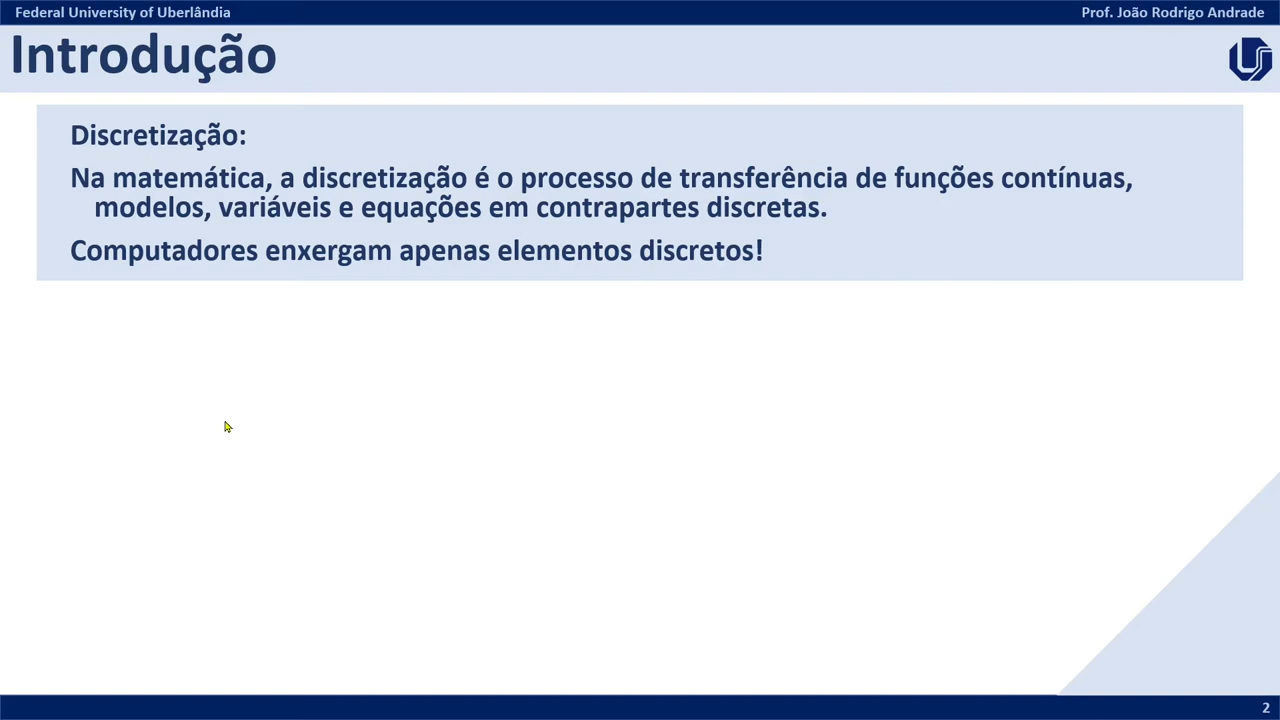 Federal University of Uberlândia
Prof. João Rodrigo Andrade
Introdução
Discretização:
Na matemática, a discretização é o processo de transferência de funções contínuas,
modelos, variáveis e equações em contrapartes discretas.
Computadores enxergam apenas elementos discretos!
2